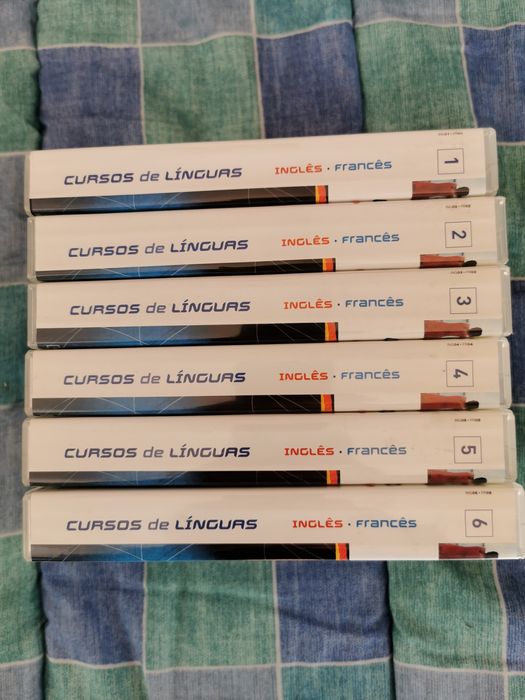 CURSOS de LÍNGUAS INGLÊS · Francês 1
CURSOS de LÍNGUAS INGLÊS · Francês 2
CURSOS de LÍNGUAS INGLÊS · Francês 3
CURSOS de LÍNGUAS INGLÊS · Francês 4
CURSOS de LÍNGUAS INGLÊS · Francês 5
CURSOS de LÍNGUAS INGLÊS · Francês 6